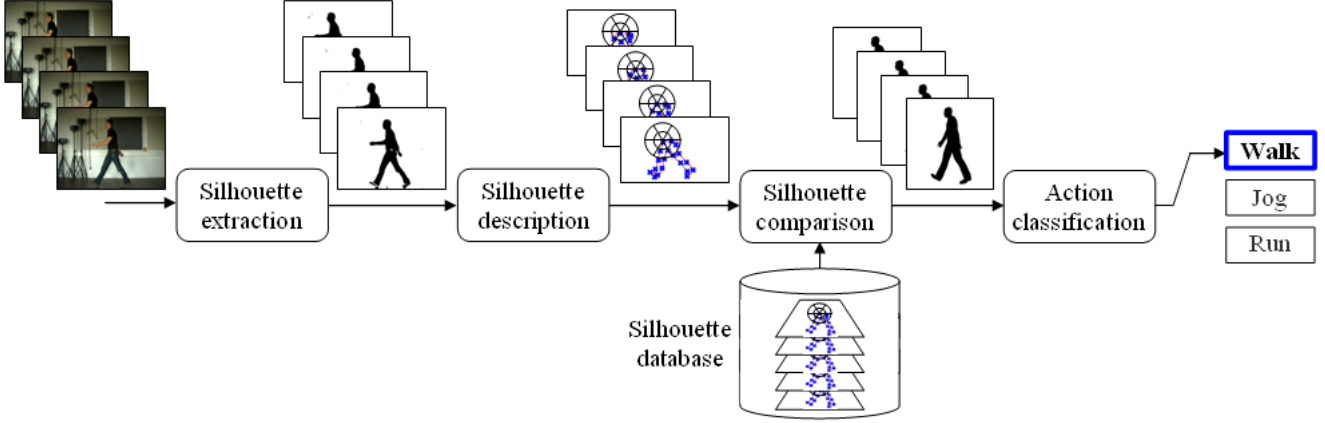 Silhouette
extraction
Silhouette
description
Silhouette
comparison
Action
classification
Walk
Jog
Run
Silhouette
database